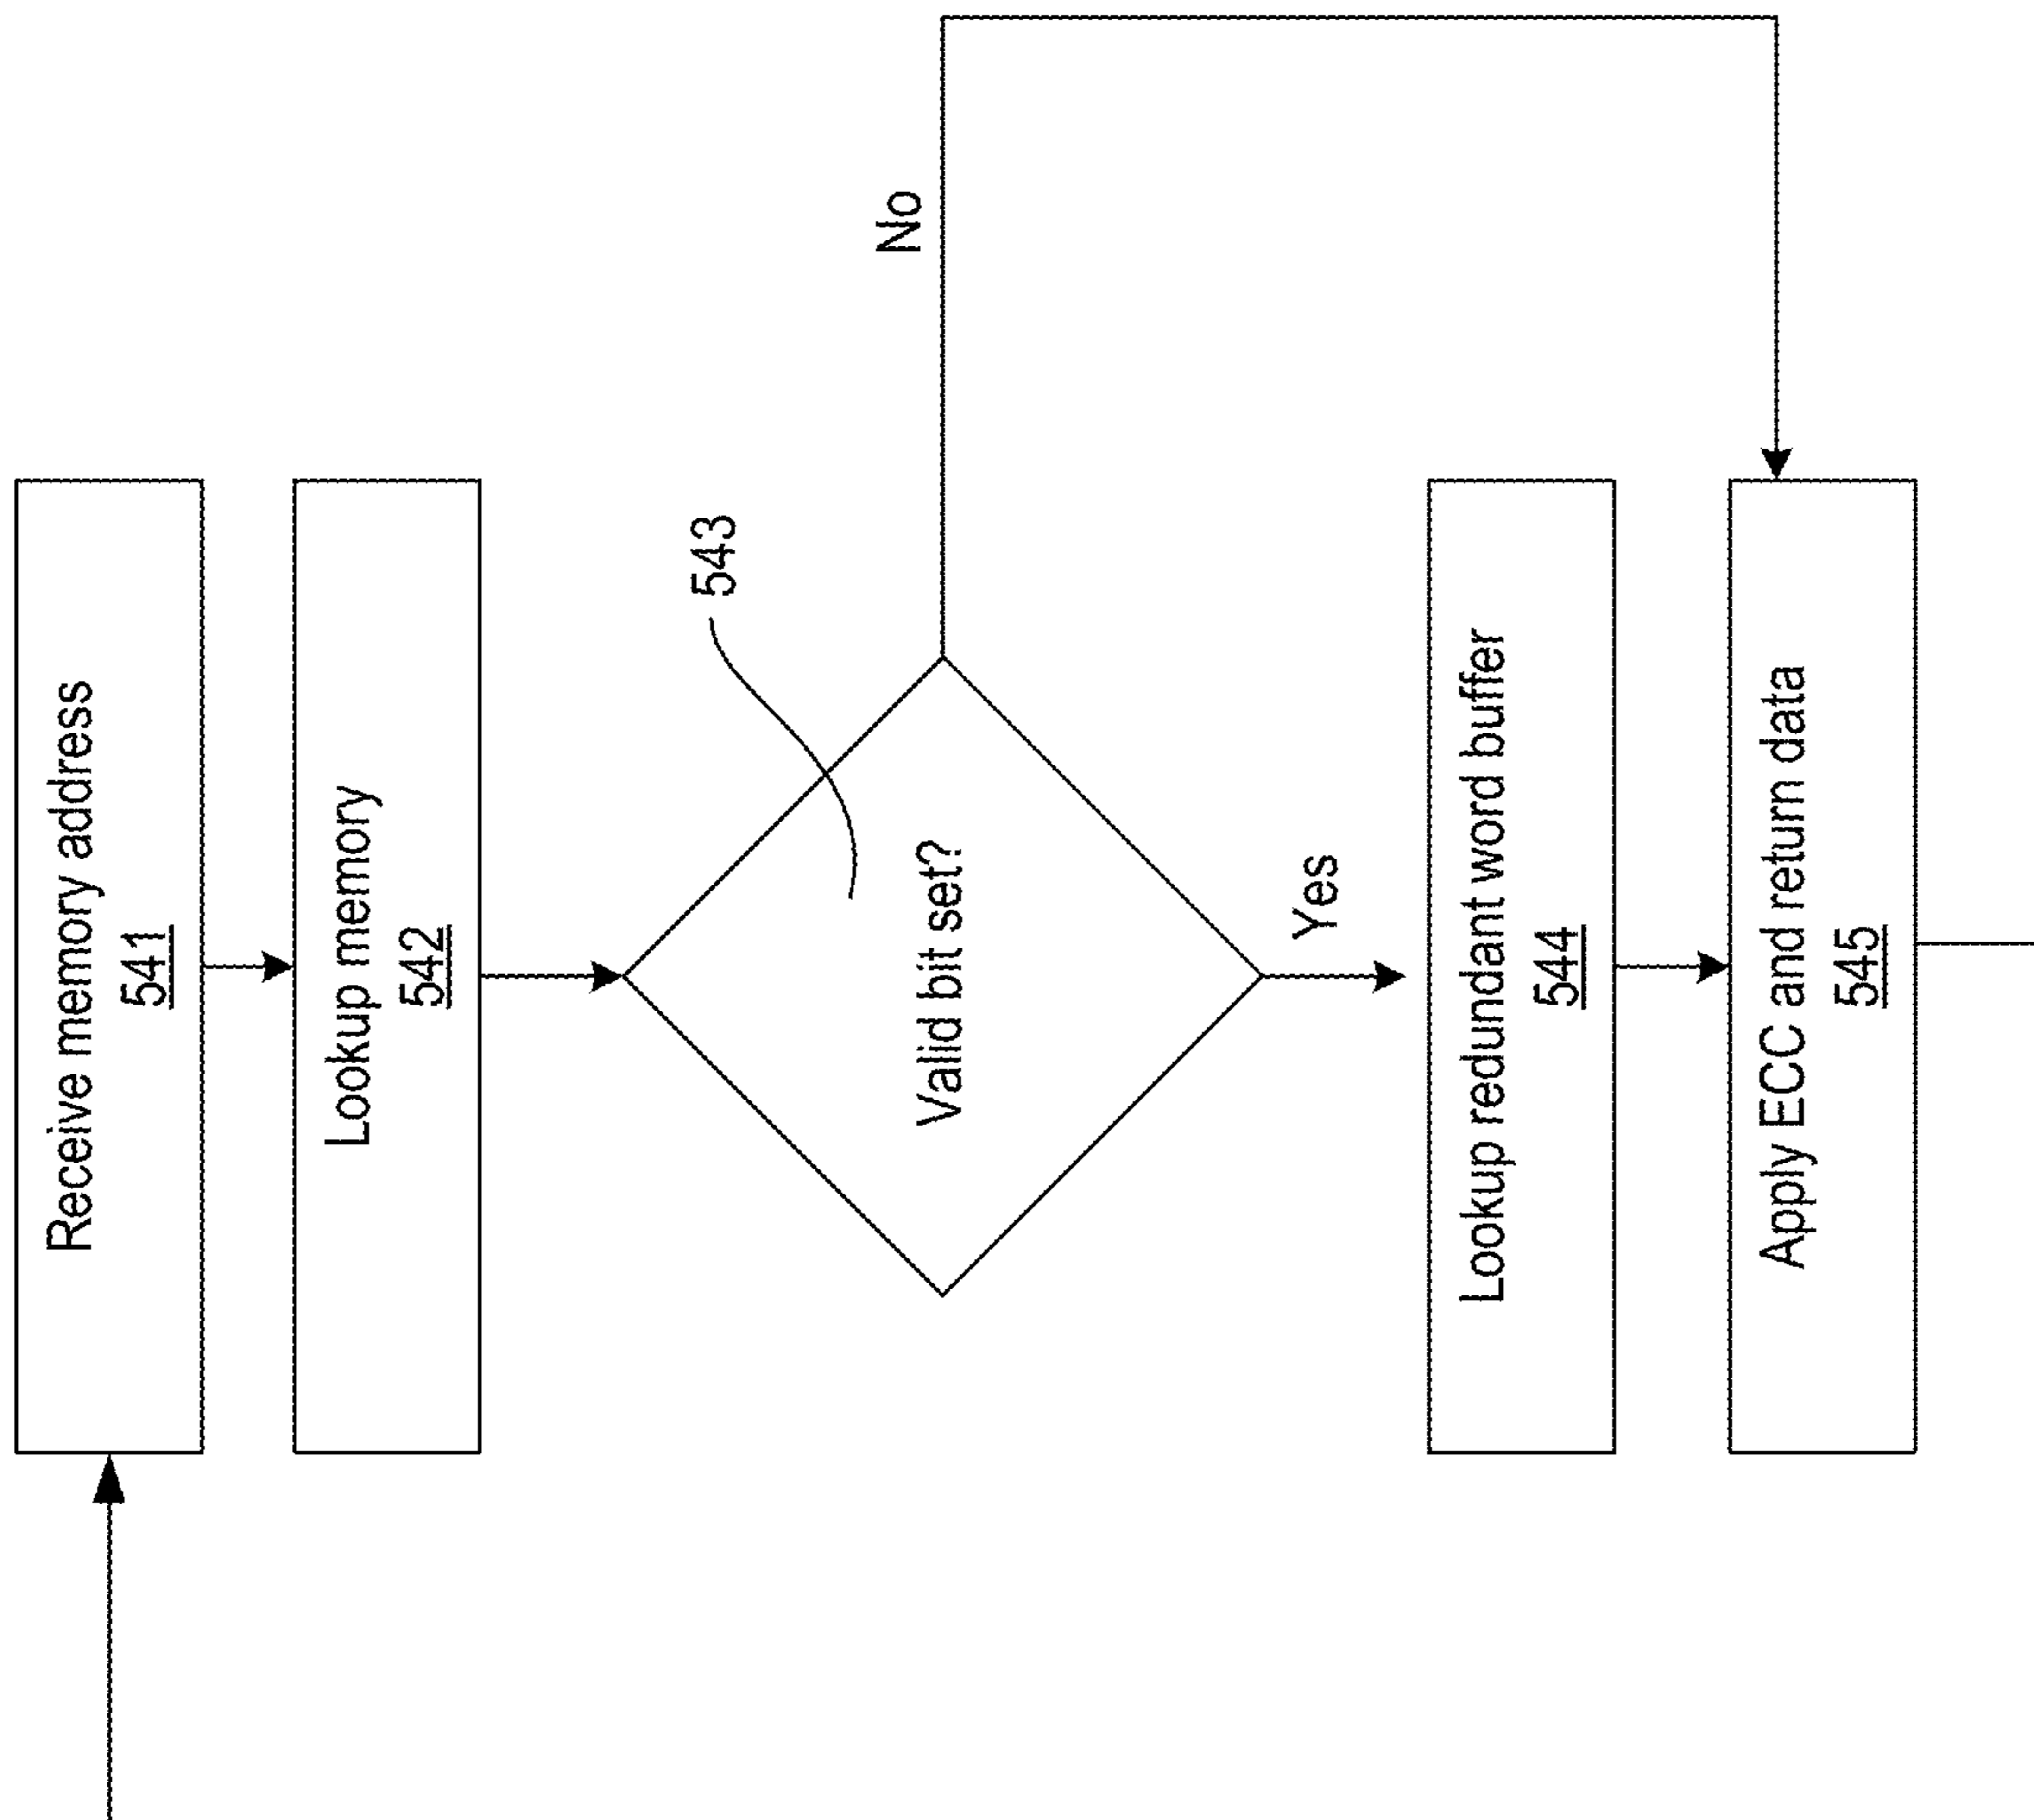 Receive memory address
541
Lookup memory
542
543
Valid bit set?
No
Yes
Lookup redundant word buffer
544
Apply ECC and return data
545